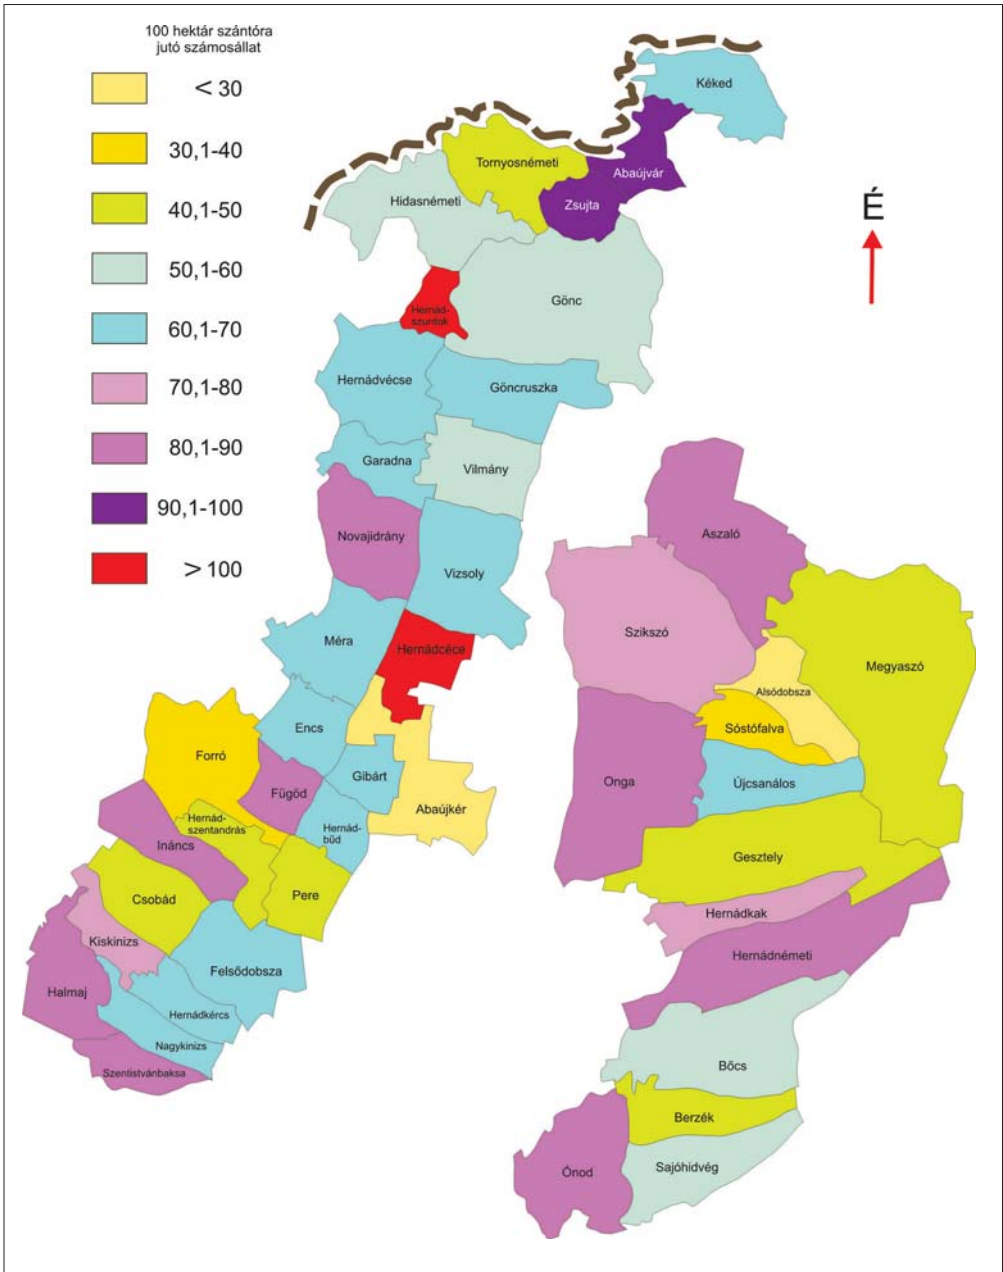 100 hektár szántóra
jutó számosállat
< 30
30,1-40
40,1-50
50,1-60
60,1-70
70,1-80
80,1-90
90,1-100
> 100
É
Kéked
Abaújvár
Tornyosnémeti
Zsujta
Hidasnémeti
Gönc
Hernád-
szurdok
Hernádvécse
Göncruszka
Garadna
Vilmány
Novajidrány
Vizsoly
Méra
Hernádcéce
Encs
Forró
Gibárt
Fügöd
Abaújkér
Hernád-
szentandrás
Hernád-
büd
Ináncs
Csobád
Pere
Kiskinizs
Felsődobsza
Halmaj
Hernádkércs
Nagykinizs
Szentistvánbaksa
Aszaló
Szikszó
Megyaszó
Alsódobsza
Sóstófalva
Onga
Újcsanálos
Gesztely
Hernádkak
Hernádnémeti
Bőcs
Berzék
Sajóhidvég
Ónod